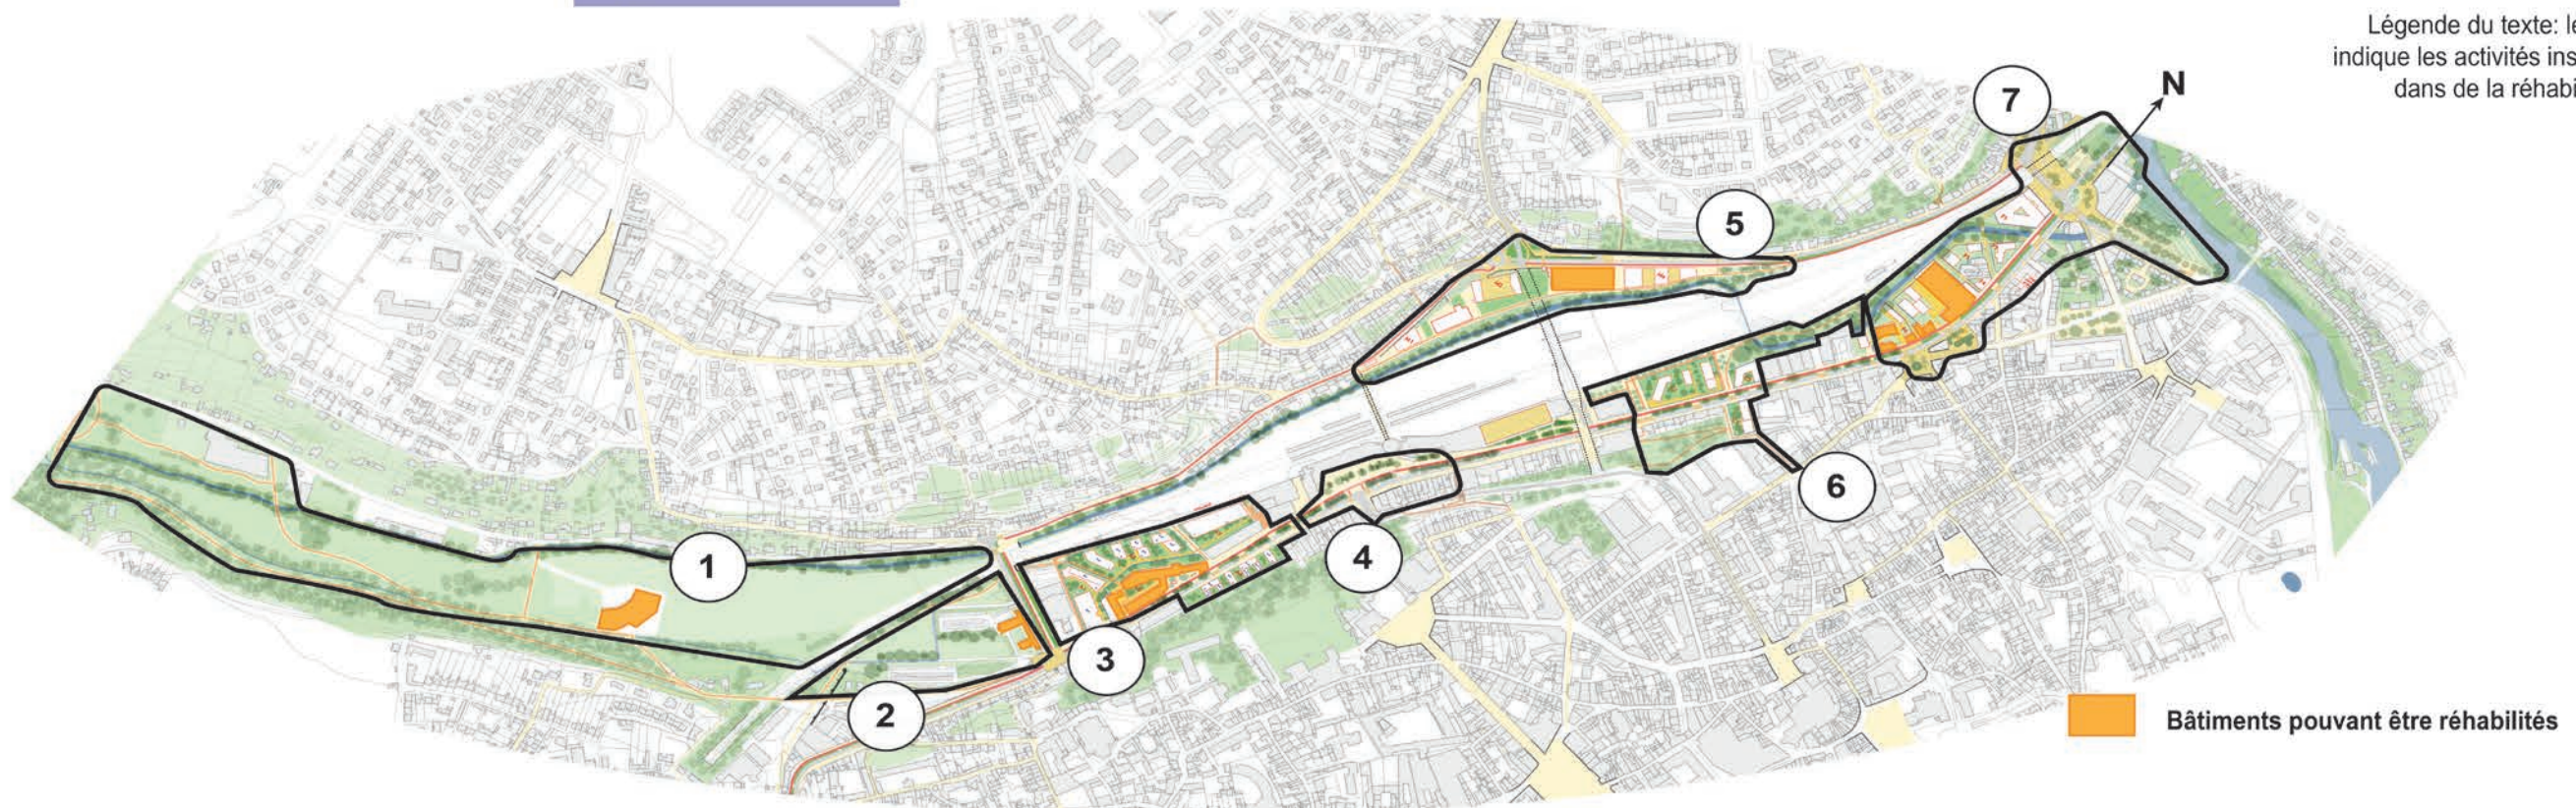 Légende du texte: le
indique les activités ins
dans de la réhabi
7
N
5
1
4
6
3
2
Bâtiments pouvant être réhabilités